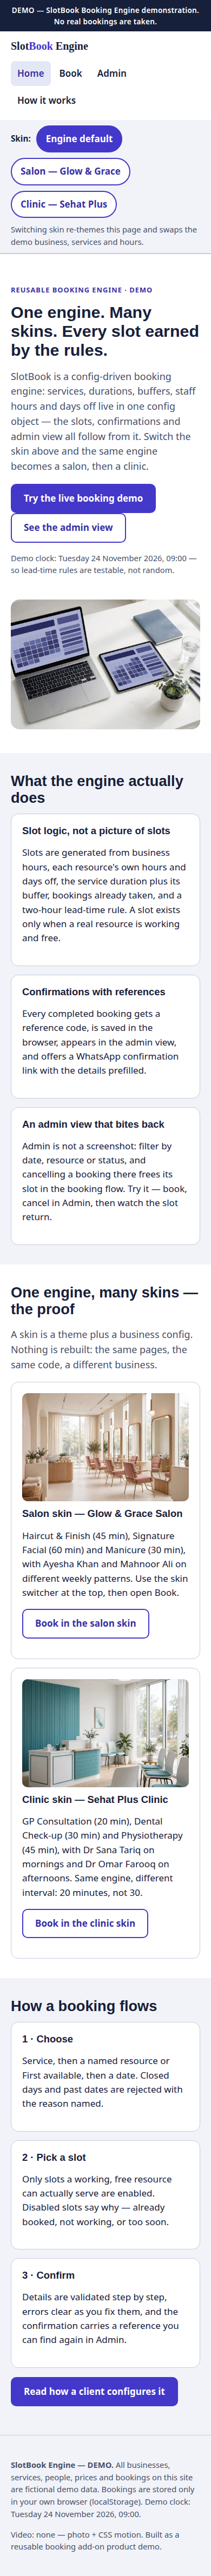 DEMO — SlotBook Booking Engine demonstration.
No real bookings are taken.
SlotBook Engine
Home Book Admin
How it works
Skin: Engine default
Salon — Glow & Grace
Clinic — Sehat Plus
Switching skin re-themes this page and swaps the
demo business, services and hours.
REUSABLE BOOKING ENGINE · DEMO
One engine. Many
skins. Every slot earned
by the rules.
SlotBook is a config-driven booking
engine: services, durations, buffers, staff
hours and days off live in one config
object — the slots, confirmations and
admin view all follow from it. Switch the
skin above and the same engine
becomes a salon, then a clinic.
Try the live booking demo
See the admin view
Demo clock: Tuesday 24 November 2026, 09:00 —
so lead-time rules are testable, not random.
What the engine actually
does
Slot logic, not a picture of slots
Slots are generated from business
hours, each resource's own hours and
days off, the service duration plus its
buffer, bookings already taken, and a
two-hour lead-time rule. A slot exists
only when a real resource is working
and free.
Confirmations with references
Every completed booking gets a
reference code, is saved in the
browser, appears in the admin view,
and offers a WhatsApp confirmation
link with the details prefilled.
An admin view that bites back
Admin is not a screenshot: filter by
date, resource or status, and
cancelling a booking there frees its
slot in the booking flow. Try it — book,
cancel in Admin, then watch the slot
return.
One engine, many skins —
the proof
A skin is a theme plus a business config.
Nothing is rebuilt: the same pages, the
same code, a different business.
Salon skin — Glow & Grace Salon
Haircut & Finish (45 min), Signature
Facial (60 min) and Manicure (30 min),
with Ayesha Khan and Mahnoor Ali on
different weekly patterns. Use the skin
switcher at the top, then open Book.
Book in the salon skin
Clinic skin — Sehat Plus Clinic
GP Consultation (20 min), Dental
Check-up (30 min) and Physiotherapy
(45 min), with Dr Sana Tariq on
mornings and Dr Omar Farooq on
afternoons. Same engine, different
interval: 20 minutes, not 30.
Book in the clinic skin
How a booking flows
1 · Choose
Service, then a named resource or
First available, then a date. Closed
days and past dates are rejected with
the reason named.
2 · Pick a slot
Only slots a working, free resource
can actually serve are enabled.
Disabled slots say why — already
booked, not working, or too soon.
3 · Confirm
Details are validated step by step,
errors clear as you fix them, and the
confirmation carries a reference you
can find again in Admin.
Read how a client configures it
SlotBook Engine — DEMO. All businesses,
services, people, prices and bookings on this site
are fictional demo data. Bookings are stored only
in your own browser (localStorage). Demo clock:
Tuesday 24 November 2026, 09:00.
Video: none — photo + CSS motion. Built as a
reusable booking add-on product demo.